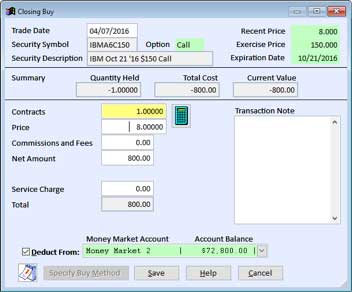 Closing Buy
Trade Date 04/07/2016 Recent Price 8.000
Security Symbol IBMA6C150 Option Call Exercise Price 150.000
Security Description IBM Oct 21 '16 $150 Call Expiration Date 10/21/2016
Summary Quantity Held Total Cost Current Value
-1.00000 -800.00 -800.00
Contracts 1.00000 Transaction Note
Price 8.00000
Commissions and Fees 0.00
Net Amount 800.00
Service Charge 0.00
Total 800.00
Money Market Account Account Balance
Deduct From: Money Market 2 | $72,800.00 |
Specify Buy Method Save Help Cancel